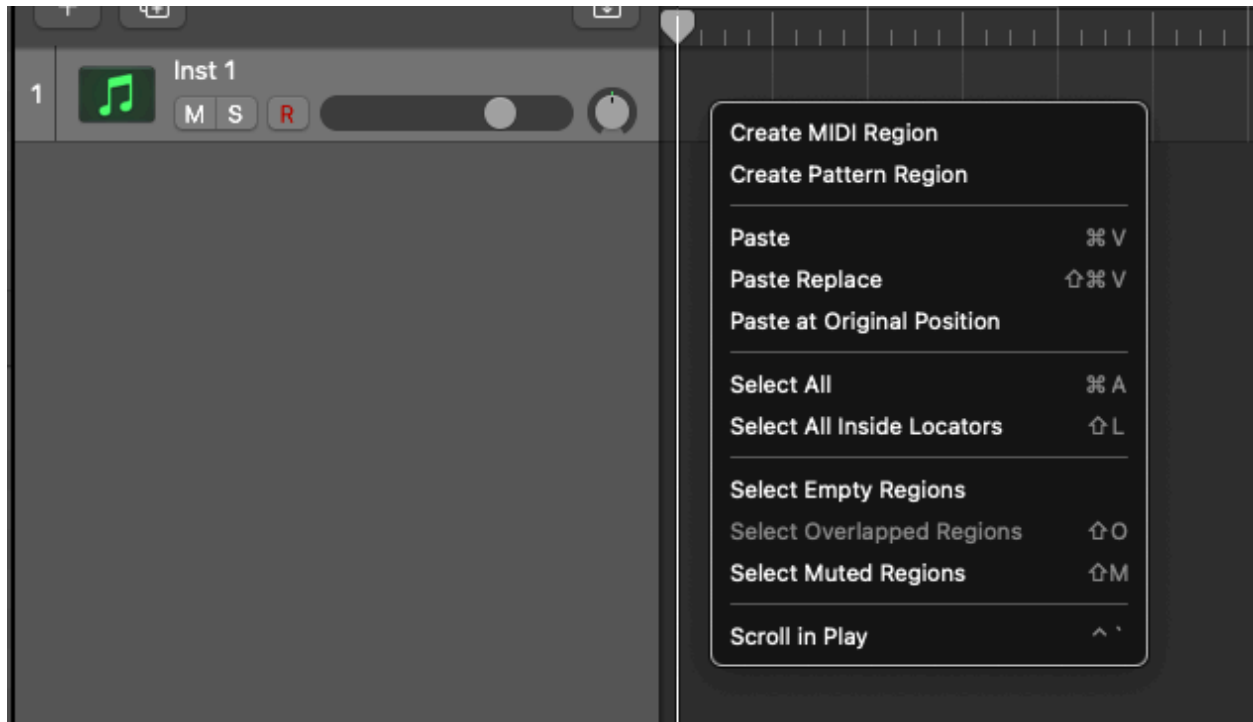 1
Inst 1
M S R
Create MIDI Region
Create Pattern Region
Paste ⌘ V
Paste Replace ⇧⌘ V
Paste at Original Position
Select All ⌘ A
Select All Inside Locators ⇧ L
Select Empty Regions
Select Overlapped Regions ⇧ O
Select Muted Regions ⇧ M
Scroll in Play ^ `